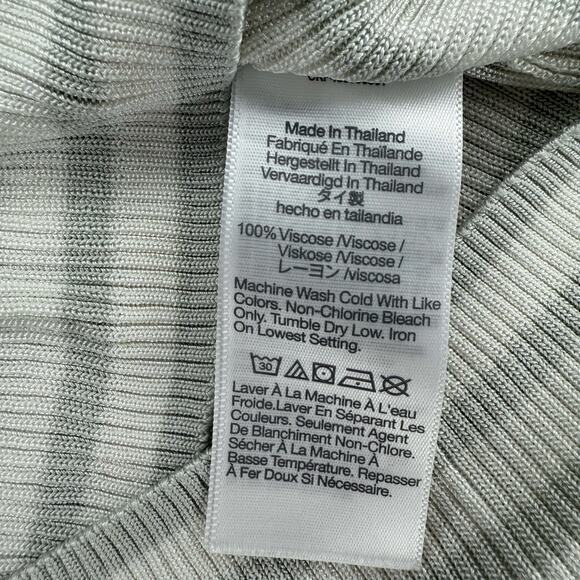 Made In Thailand
Fabriqué En Thaïlande
Hergestellt In Thailand
Vervaardigd In Thailand
タイ製
hecho en tailandia
100% Viscose /Viscose /
Viskose /Viscose /
レーヨン /viscosa
Machine Wash Cold With Like
Colors. Non-Chlorine Bleach
Only. Tumble Dry Low. Iron
On Lowest Setting.
30
Laver À La Machine À L'eau
Froide.Laver En Séparant Les
Couleurs. Seulement Agent
De Blanchiment Non-Chlore.
Sécher À La Machine À
Basse Température. Repasser
À Fer Doux Si Nécessaire.